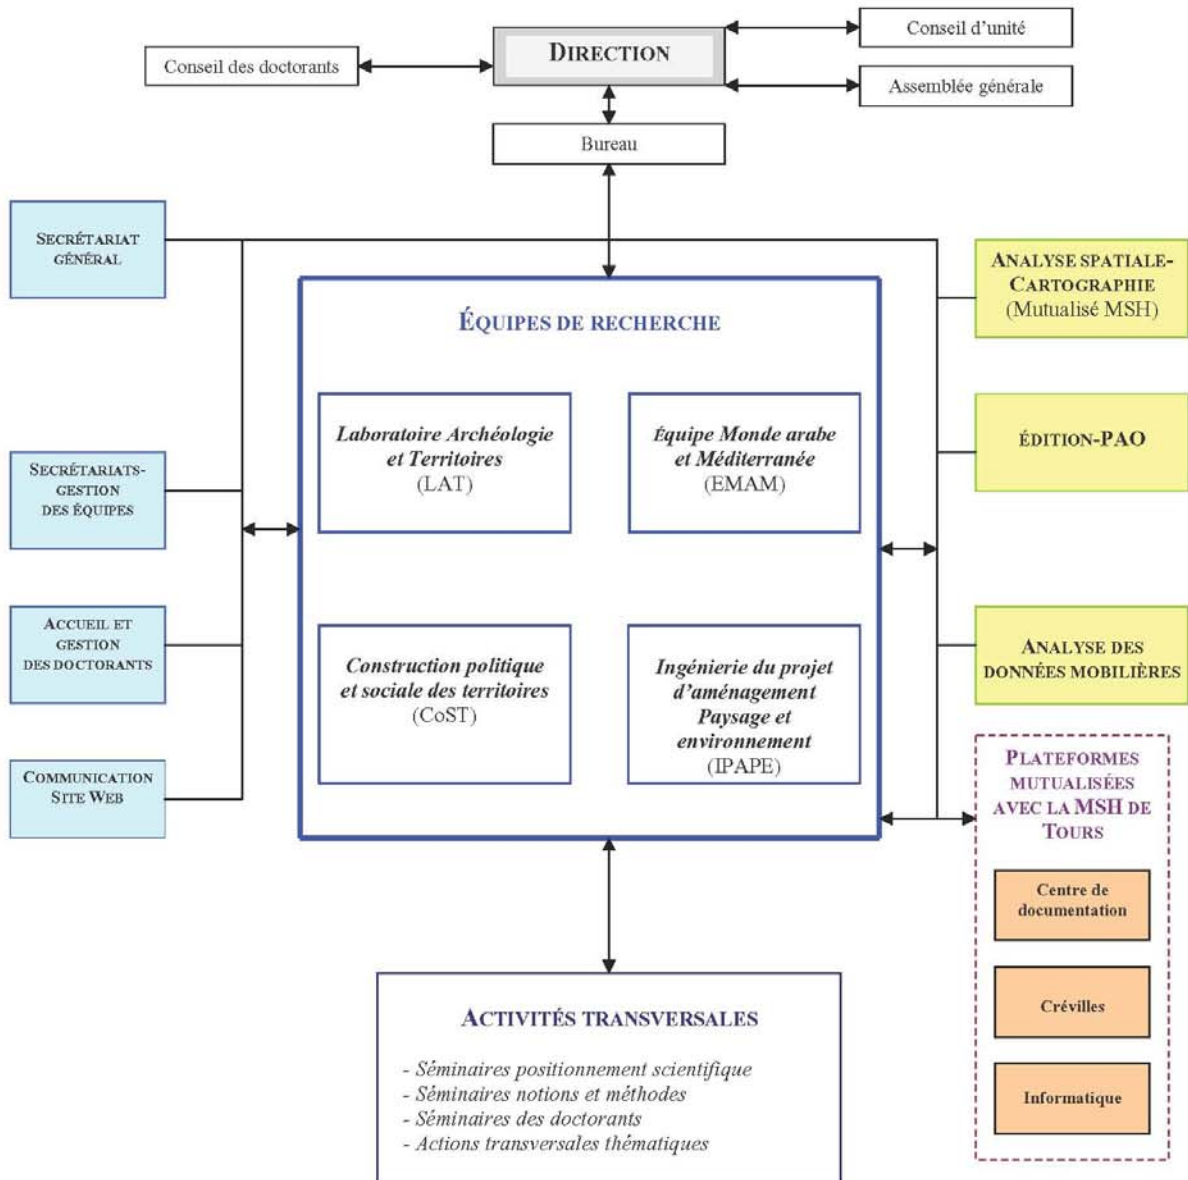 Conseil d'unité
DIRECTION
Conseil des doctorants
Assemblée générale
Bureau
SECRÉTARIAT
GÉNÉRAL
SECRÉTARIATS-
GESTION
DES ÉQUIPES
ACCUEIL ET
GESTION
DES DOCTORANTS
COMMUNICATION
SITE WEB
ÉQUIPES DE RECHERCHE
Laboratoire Archéologie
et Territoires
(LAT)
Équipe Monde arabe
et Méditerranée
(EMAM)
Construction politique
et sociale des territoires
(CoST)
Ingénierie du projet
d'aménagement
Paysage et
environnement
(IPAPE)
ANALYSE SPATIALE-
CARTOGRAPHIE
(Mutualisé MSH)
ÉDITION-PAO
ANALYSE DES
DONNÉES MOBILIÈRES
PLATEFORMES
MUTUALISÉES
AVEC LA MSH DE
TOURS
Centre de
documentation
Crévilles
Informatique
ACTIVITÉS TRANSVERSALES
- Séminaires positionnement scientifique
- Séminaires notions et méthodes
- Séminaires des doctorants
- Actions transversales thématiques